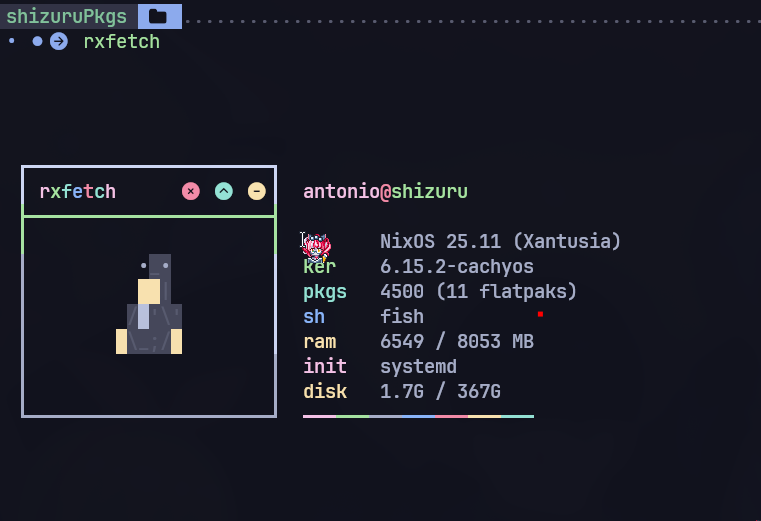 shizuruPkgs
rxfetch
rxfetch
antonio@shizuru
NixOS 25.11 (Xantusia)
ker 6.15.2-cachyos
pkgs 4500 (11 flatpaks)
sh fish
ram 6549 / 8053 MB
init systemd
disk 1.7G / 367G